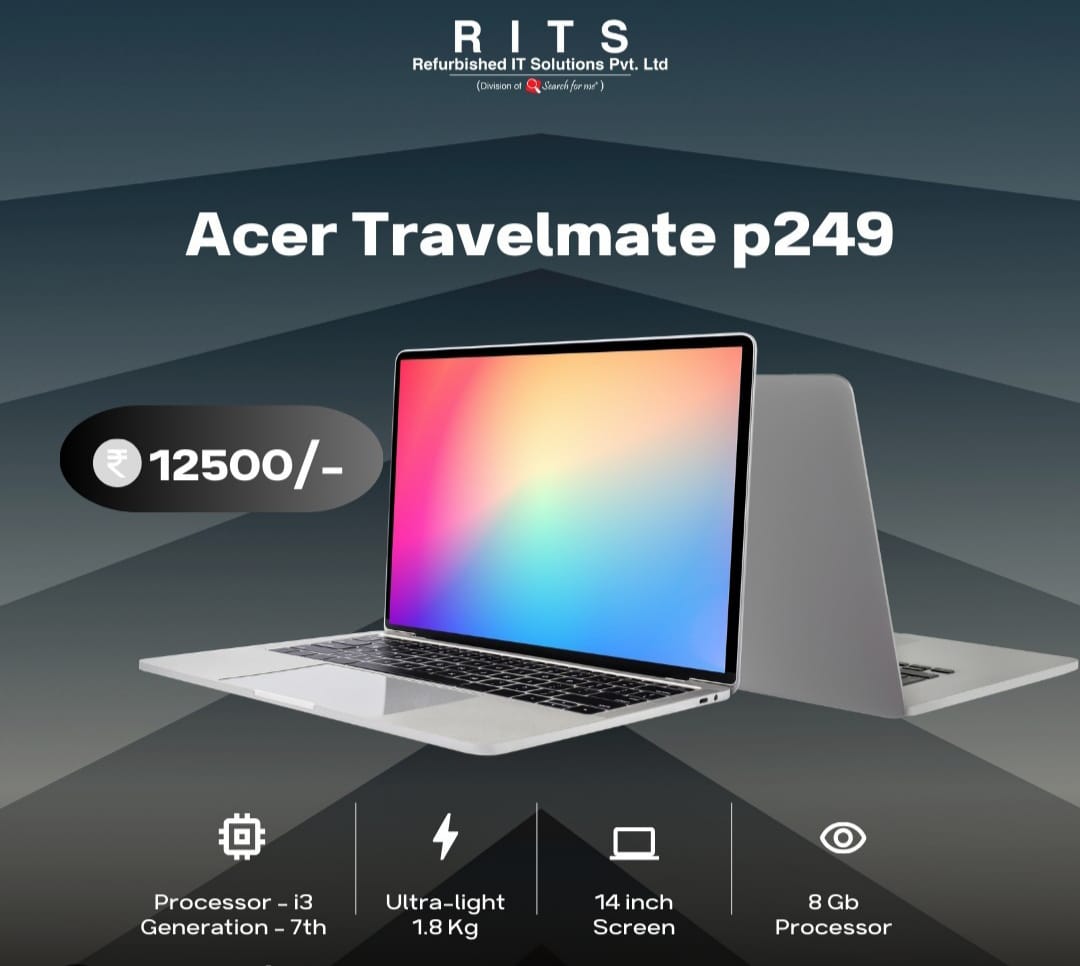 R I T S
Refurbished IT Solutions Pvt. Ltd
(Division of Search for me®)
Acer Travelmate p249
₹ 12500/-
Processor - i3
Generation - 7th
Ultra-light
1.8 Kg
14 inch
Screen
8 Gb
Processor